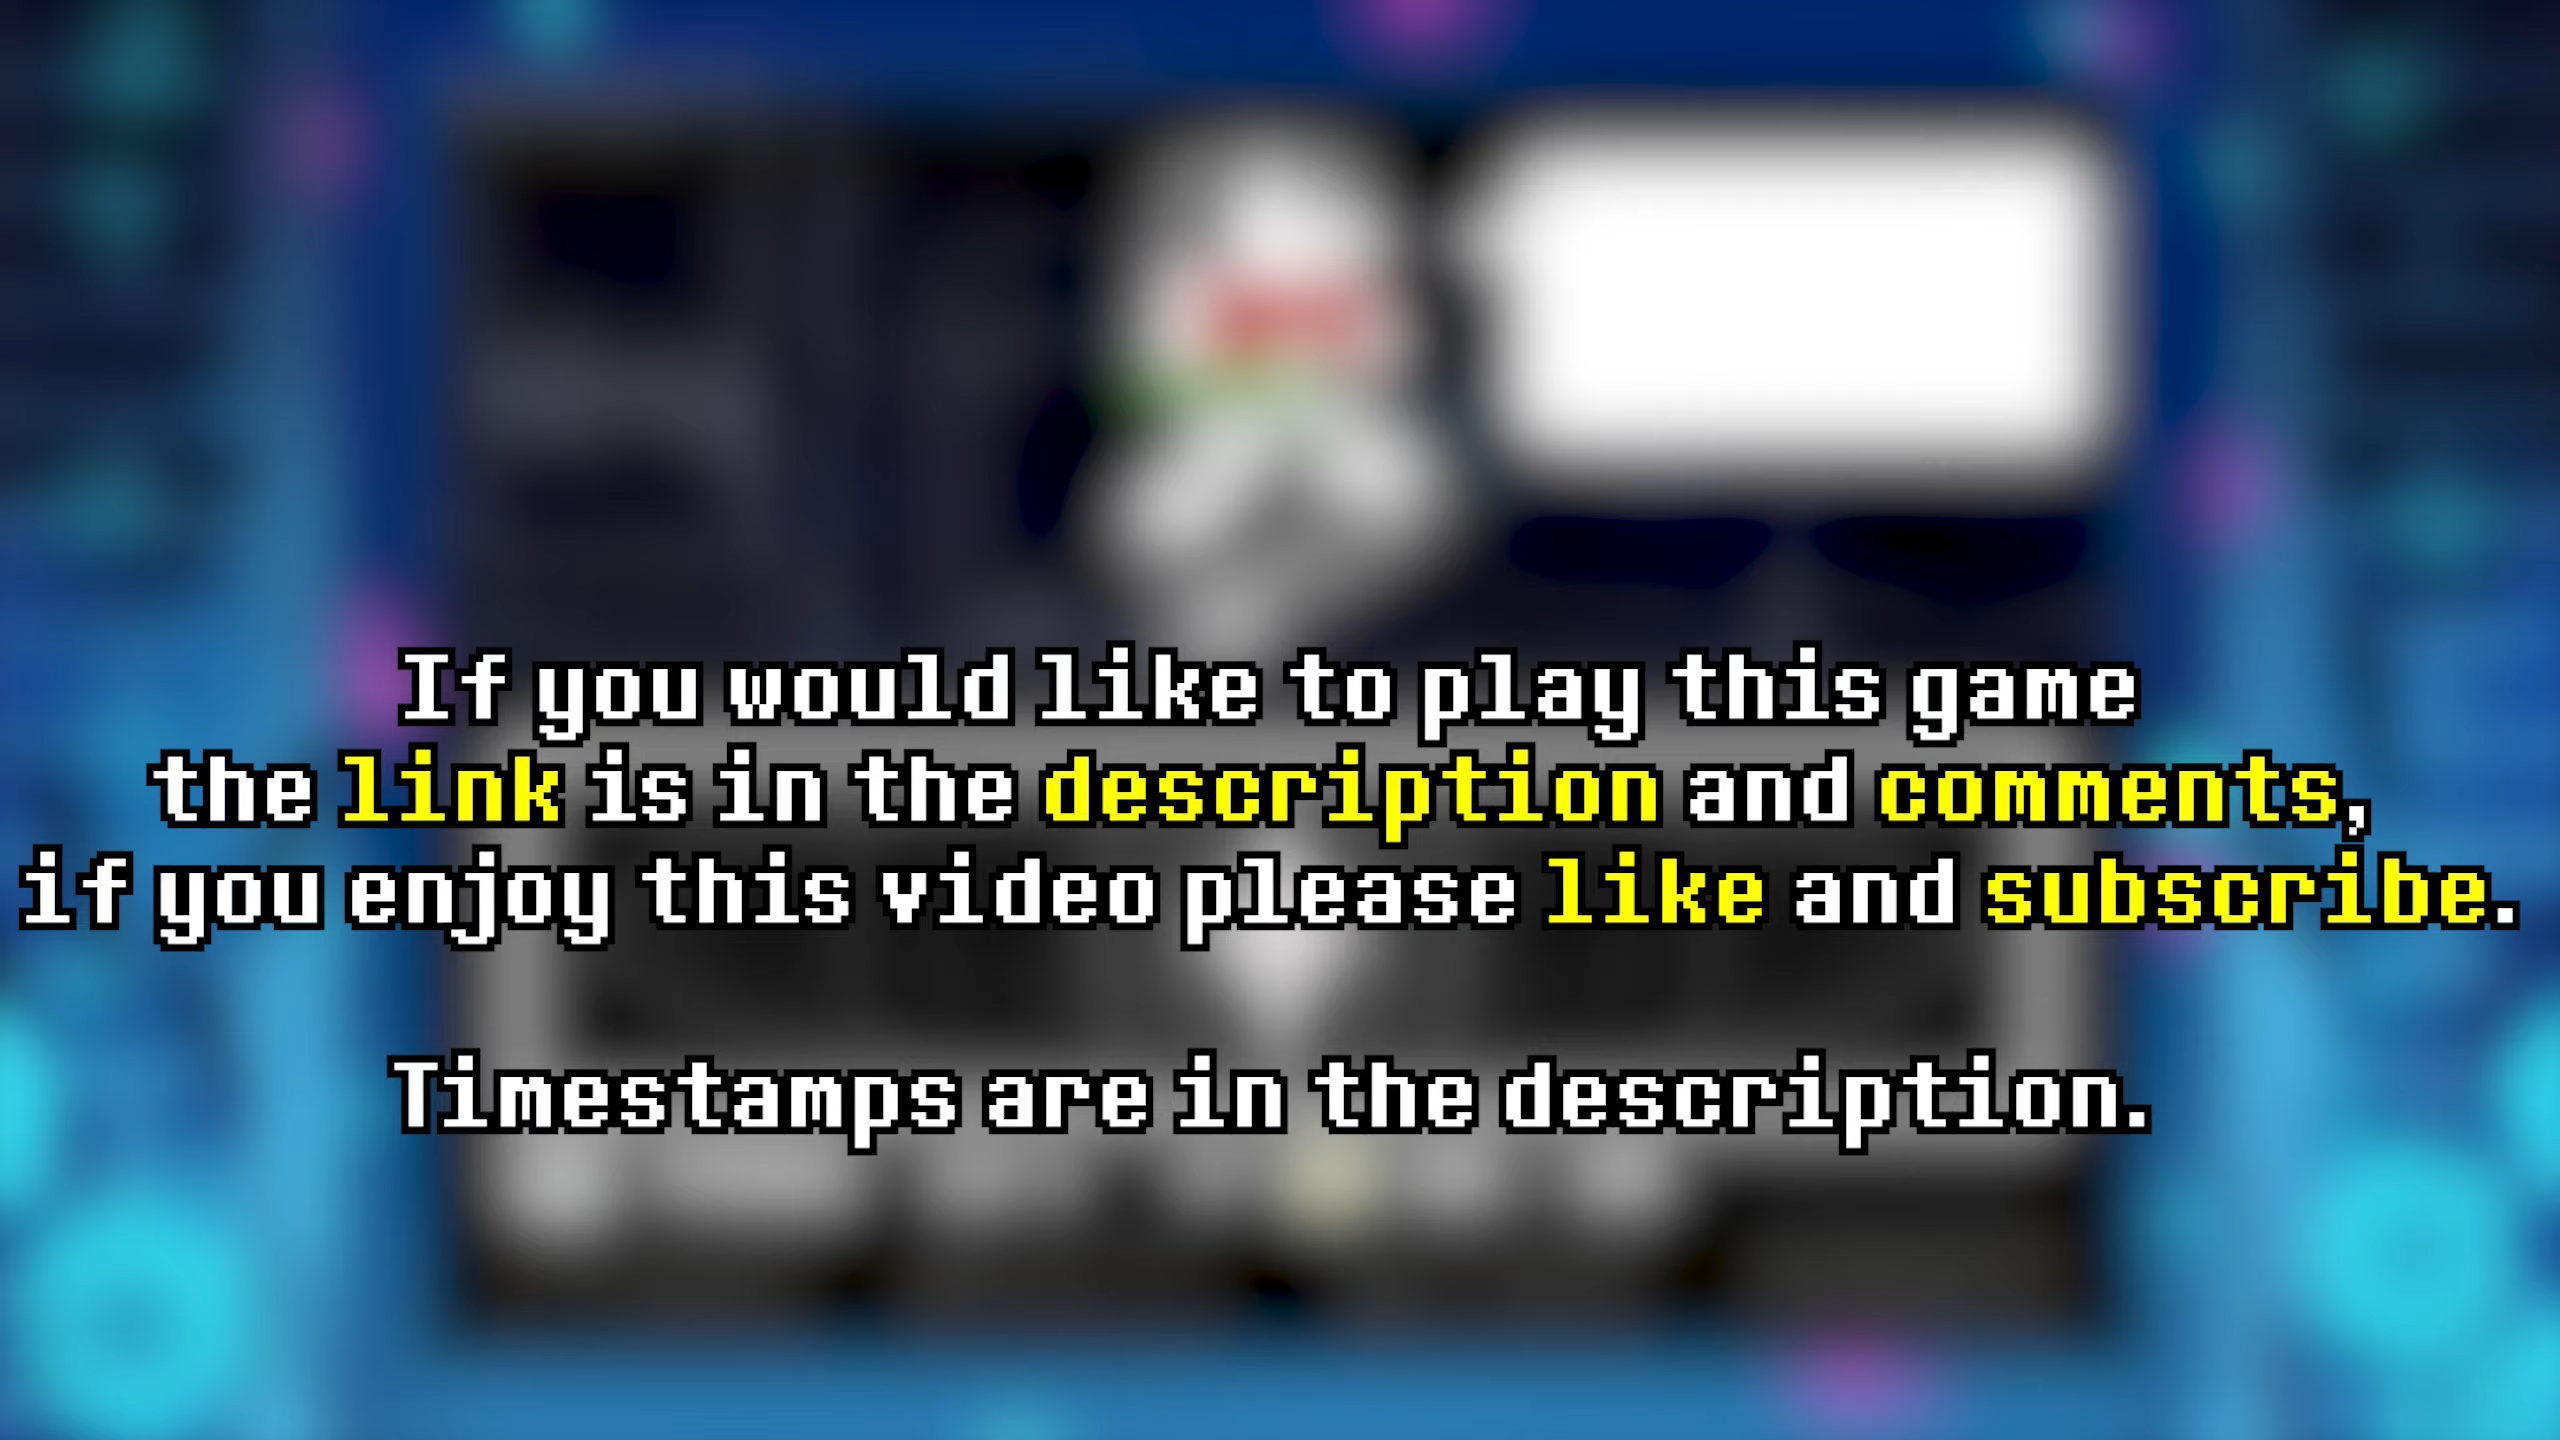 If you would like to play this game
the link is in the description and comments,
if you enjoy this video please like and subscribe.
Timestamps are in the description.